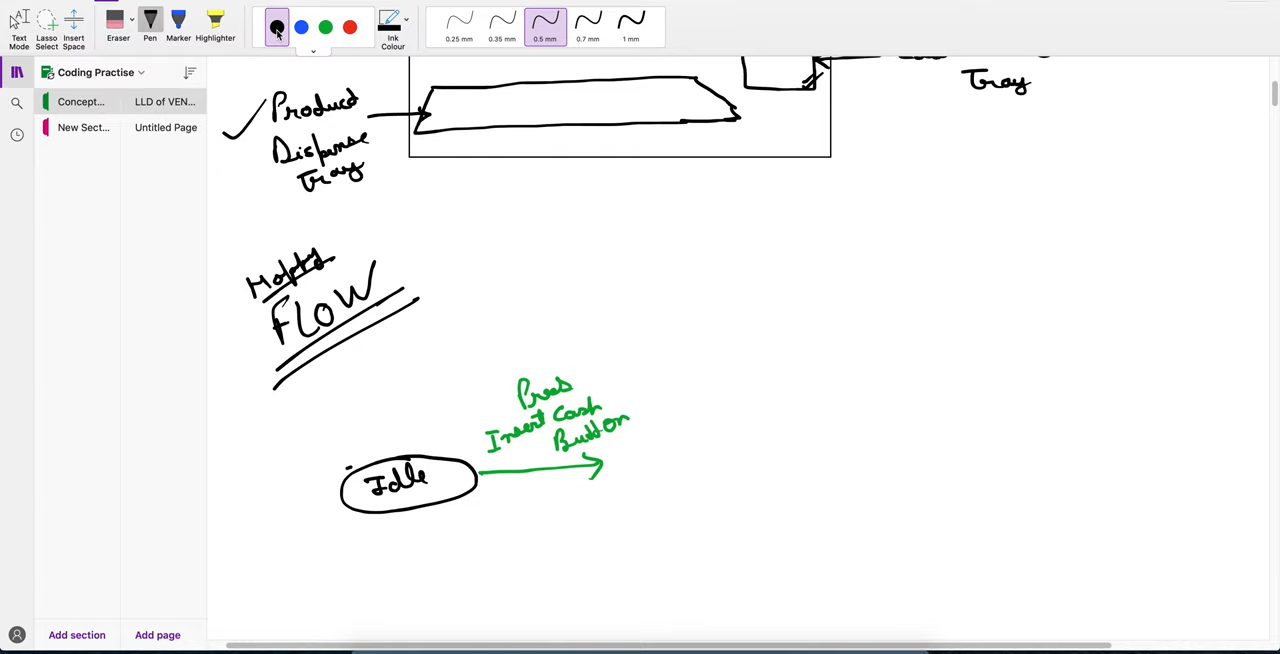 Text Mode
Lasso Select
Insert Space
Eraser
Pen
Marker
Highlighter
Ink Colour
0.25 mm
0.35 mm
0.5 mm
0.7 mm
1 mm
Coding Practise
Concept...
LLD of VEN...
New Sect...
Untitled Page
Tray
Product
Dispense
Tray
Happy
FLOW
Press
Insert Cash
Button
Idle
Add section
Add page